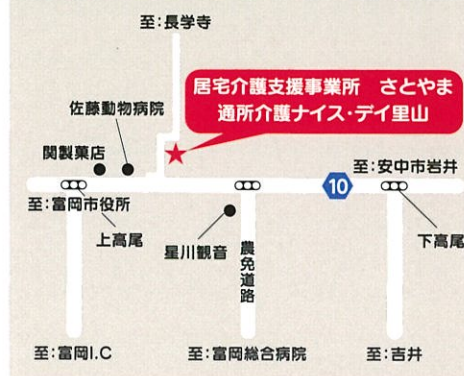 至:長学寺
居宅介護支援事業所 さとやま
通所介護ナイス・デイ里山
佐藤動物病院
関製菓店
至:安中市岩井
10
至:富岡市役所
上高尾
星川観音
農免道路
下高尾
至:富岡I.C
至:富岡総合病院
至:吉井